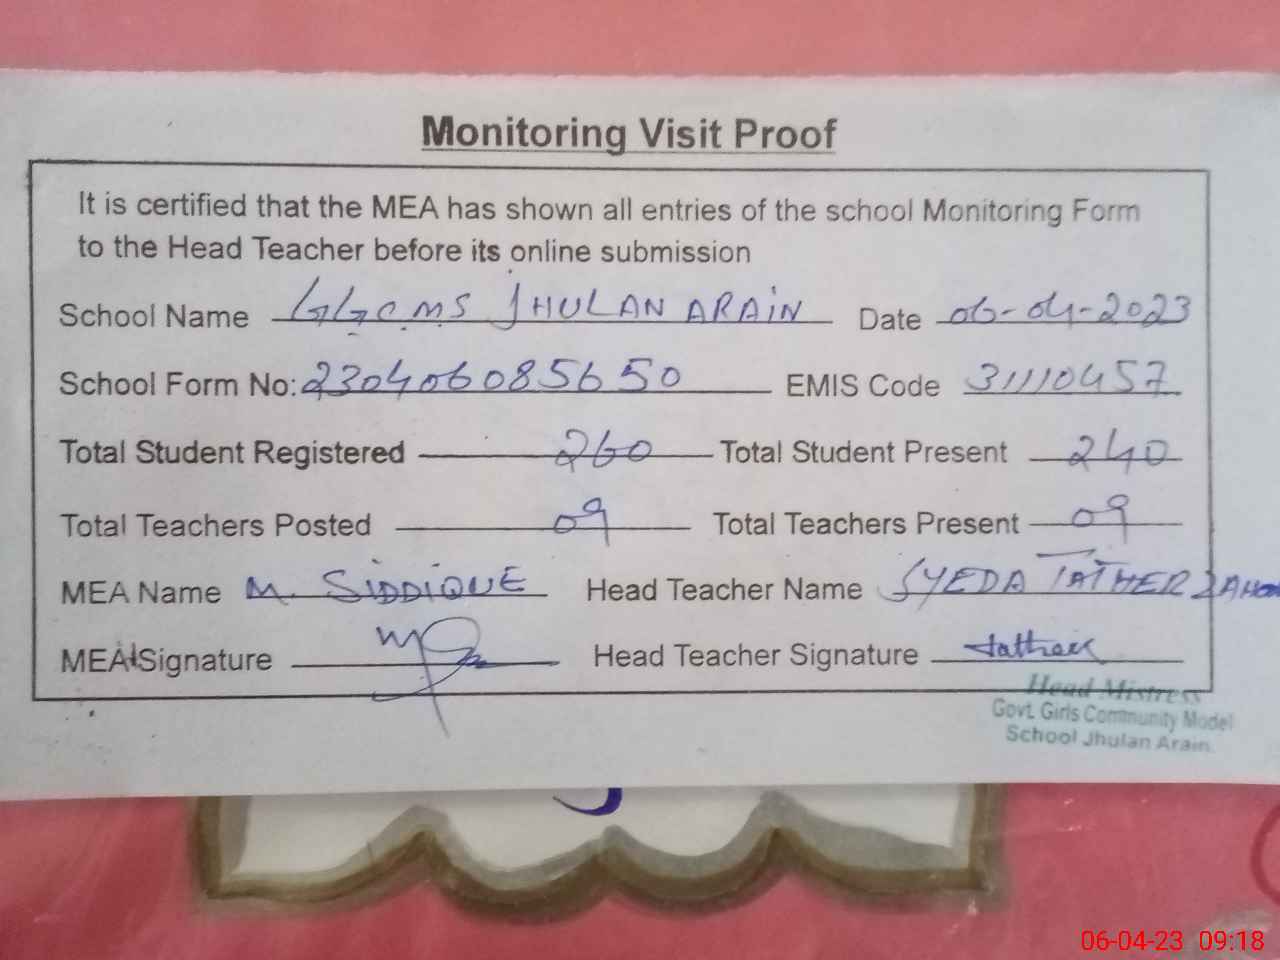 Monitoring Visit Proof
It is certified that the MEA has shown all entries of the school Monitoring Form
to the Head Teacher before its online submission
School Name GGCMS JHULAN ARAIN Date 06-04-2023
School Form No: 230406085650 EMIS Code 31110457
Total Student Registered 260 Total Student Present 240
Total Teachers Posted 09 Total Teachers Present 09
MEA Name M. SIDDIQUE Head Teacher Name SYEDA TATHER
MEA Signature Head Teacher Signature
Head Mistress
Govt. Girls Community Model
School Jhulan Arain
06-04-23 09:18